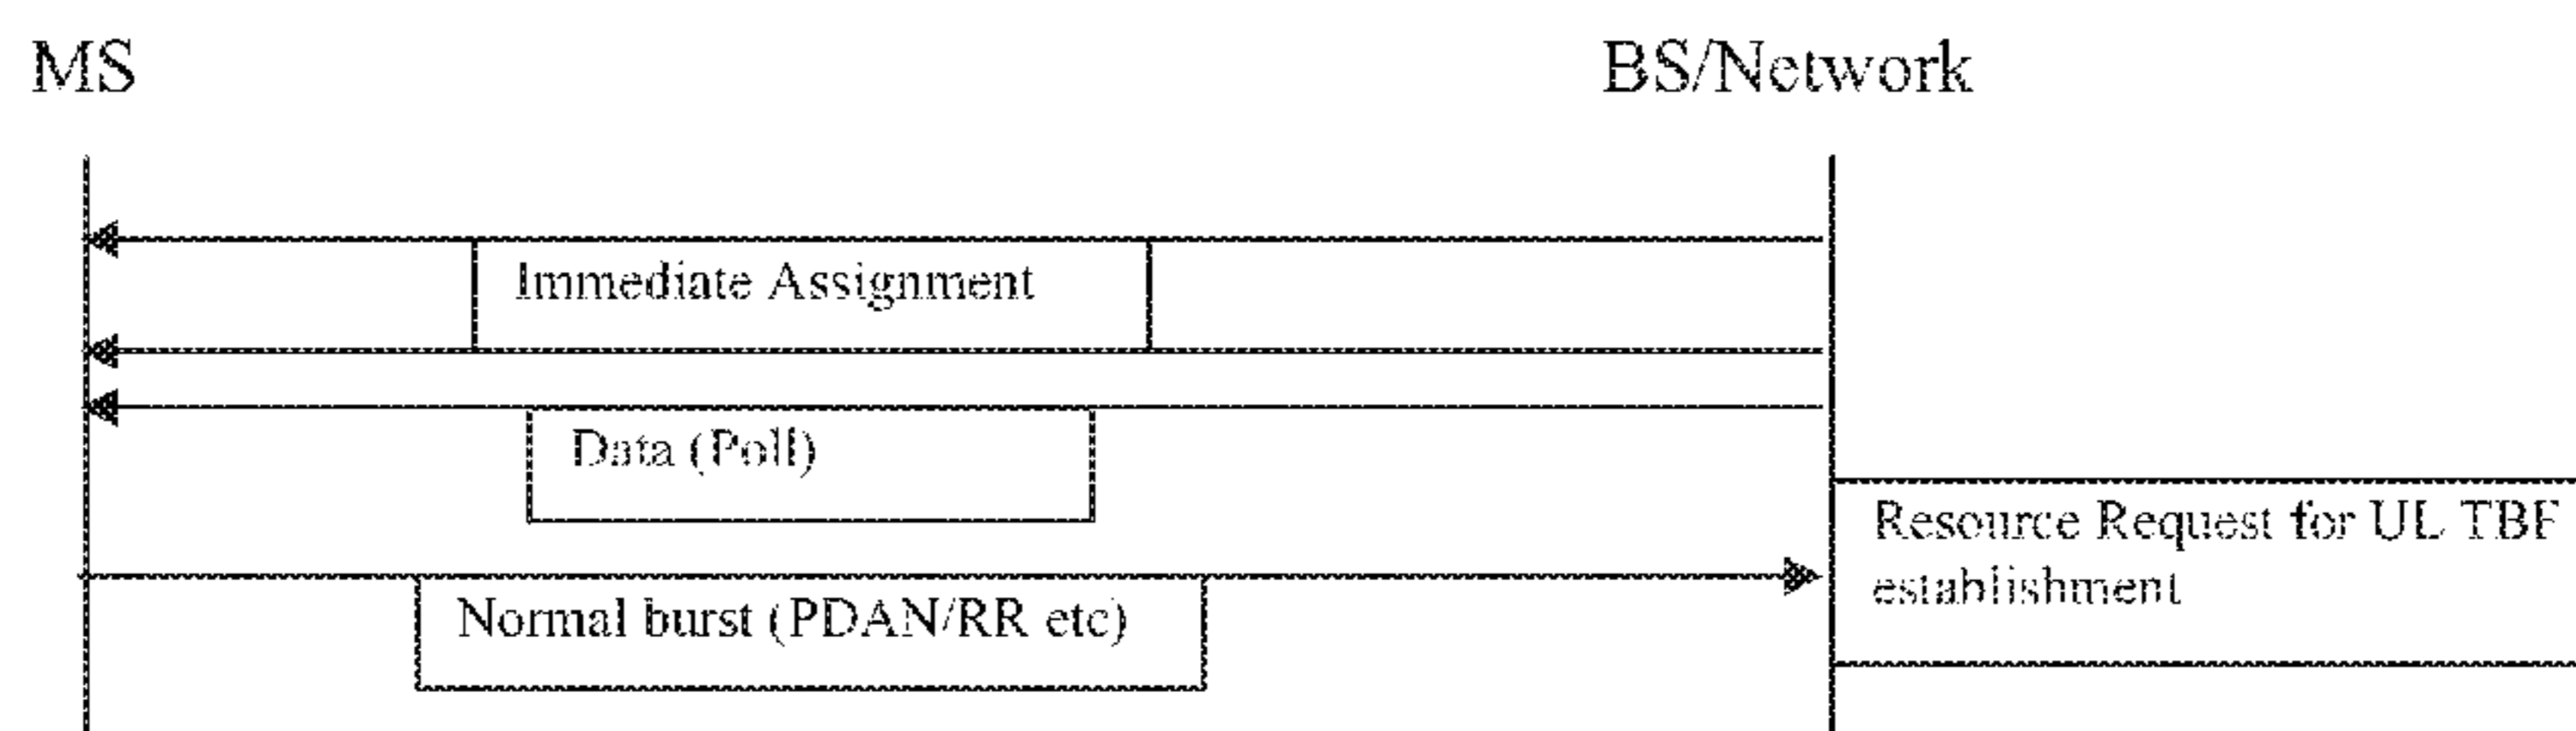 MS
BS/Network
Immediate Assignment
Data (Poll)
Resource Request for UL TBF
establishment
Normal burst (PDAN/RR etc)